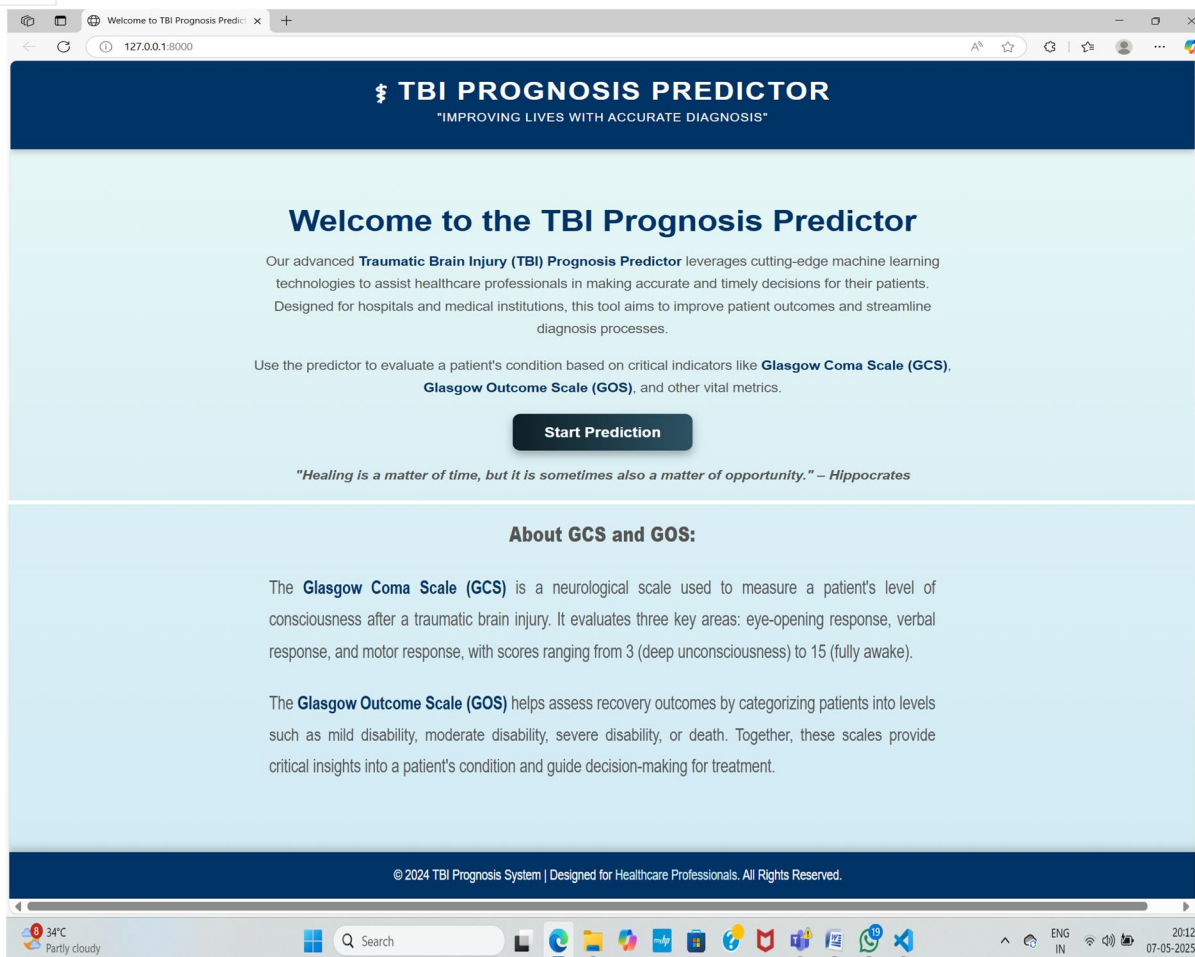 Welcome to TBI Prognosis Predict
127.0.0.1:8000
TBI PROGNOSIS PREDICTOR
"IMPROVING LIVES WITH ACCURATE DIAGNOSIS"
Welcome to the TBI Prognosis Predictor
Our advanced Traumatic Brain Injury (TBI) Prognosis Predictor leverages cutting-edge machine learning
technologies to assist healthcare professionals in making accurate and timely decisions for their patients.
Designed for hospitals and medical institutions, this tool aims to improve patient outcomes and streamline
diagnosis processes.
Use the predictor to evaluate a patient's condition based on critical indicators like Glasgow Coma Scale (GCS),
Glasgow Outcome Scale (GOS), and other vital metrics.
Start Prediction
"Healing is a matter of time, but it is sometimes also a matter of opportunity." – Hippocrates
About GCS and GOS:
The Glasgow Coma Scale (GCS) is a neurological scale used to measure a patient's level of
consciousness after a traumatic brain injury. It evaluates three key areas: eye-opening response, verbal
response, and motor response, with scores ranging from 3 (deep unconsciousness) to 15 (fully awake).
The Glasgow Outcome Scale (GOS) helps assess recovery outcomes by categorizing patients into levels
such as mild disability, moderate disability, severe disability, or death. Together, these scales provide
critical insights into a patient's condition and guide decision-making for treatment.
© 2024 TBI Prognosis System | Designed for Healthcare Professionals. All Rights Reserved.
8
34°C
Partly cloudy
Search
myhp
19
ENG
IN
20:12
07-05-2025